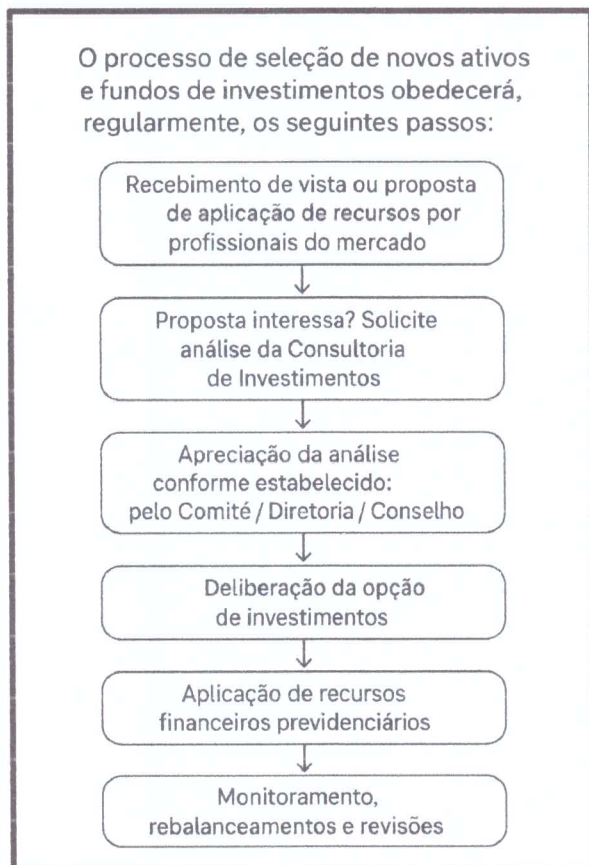 O processo de seleção de novos ativos
e fundos de investimentos obedecerá,
regularmente, os seguintes passos:
Recebimento de vista ou proposta
de aplicação de recursos por
profissionais do mercado
Proposta interessa? Solicite
análise da Consultoria
de Investimentos
Apreciação da análise
conforme estabelecido:
pelo Comité / Diretoria / Conselho
Deliberação da opção
de investimentos
Aplicação de recursos
financeiros previdenciários
Monitoramento,
rebalanceamentos e revisões